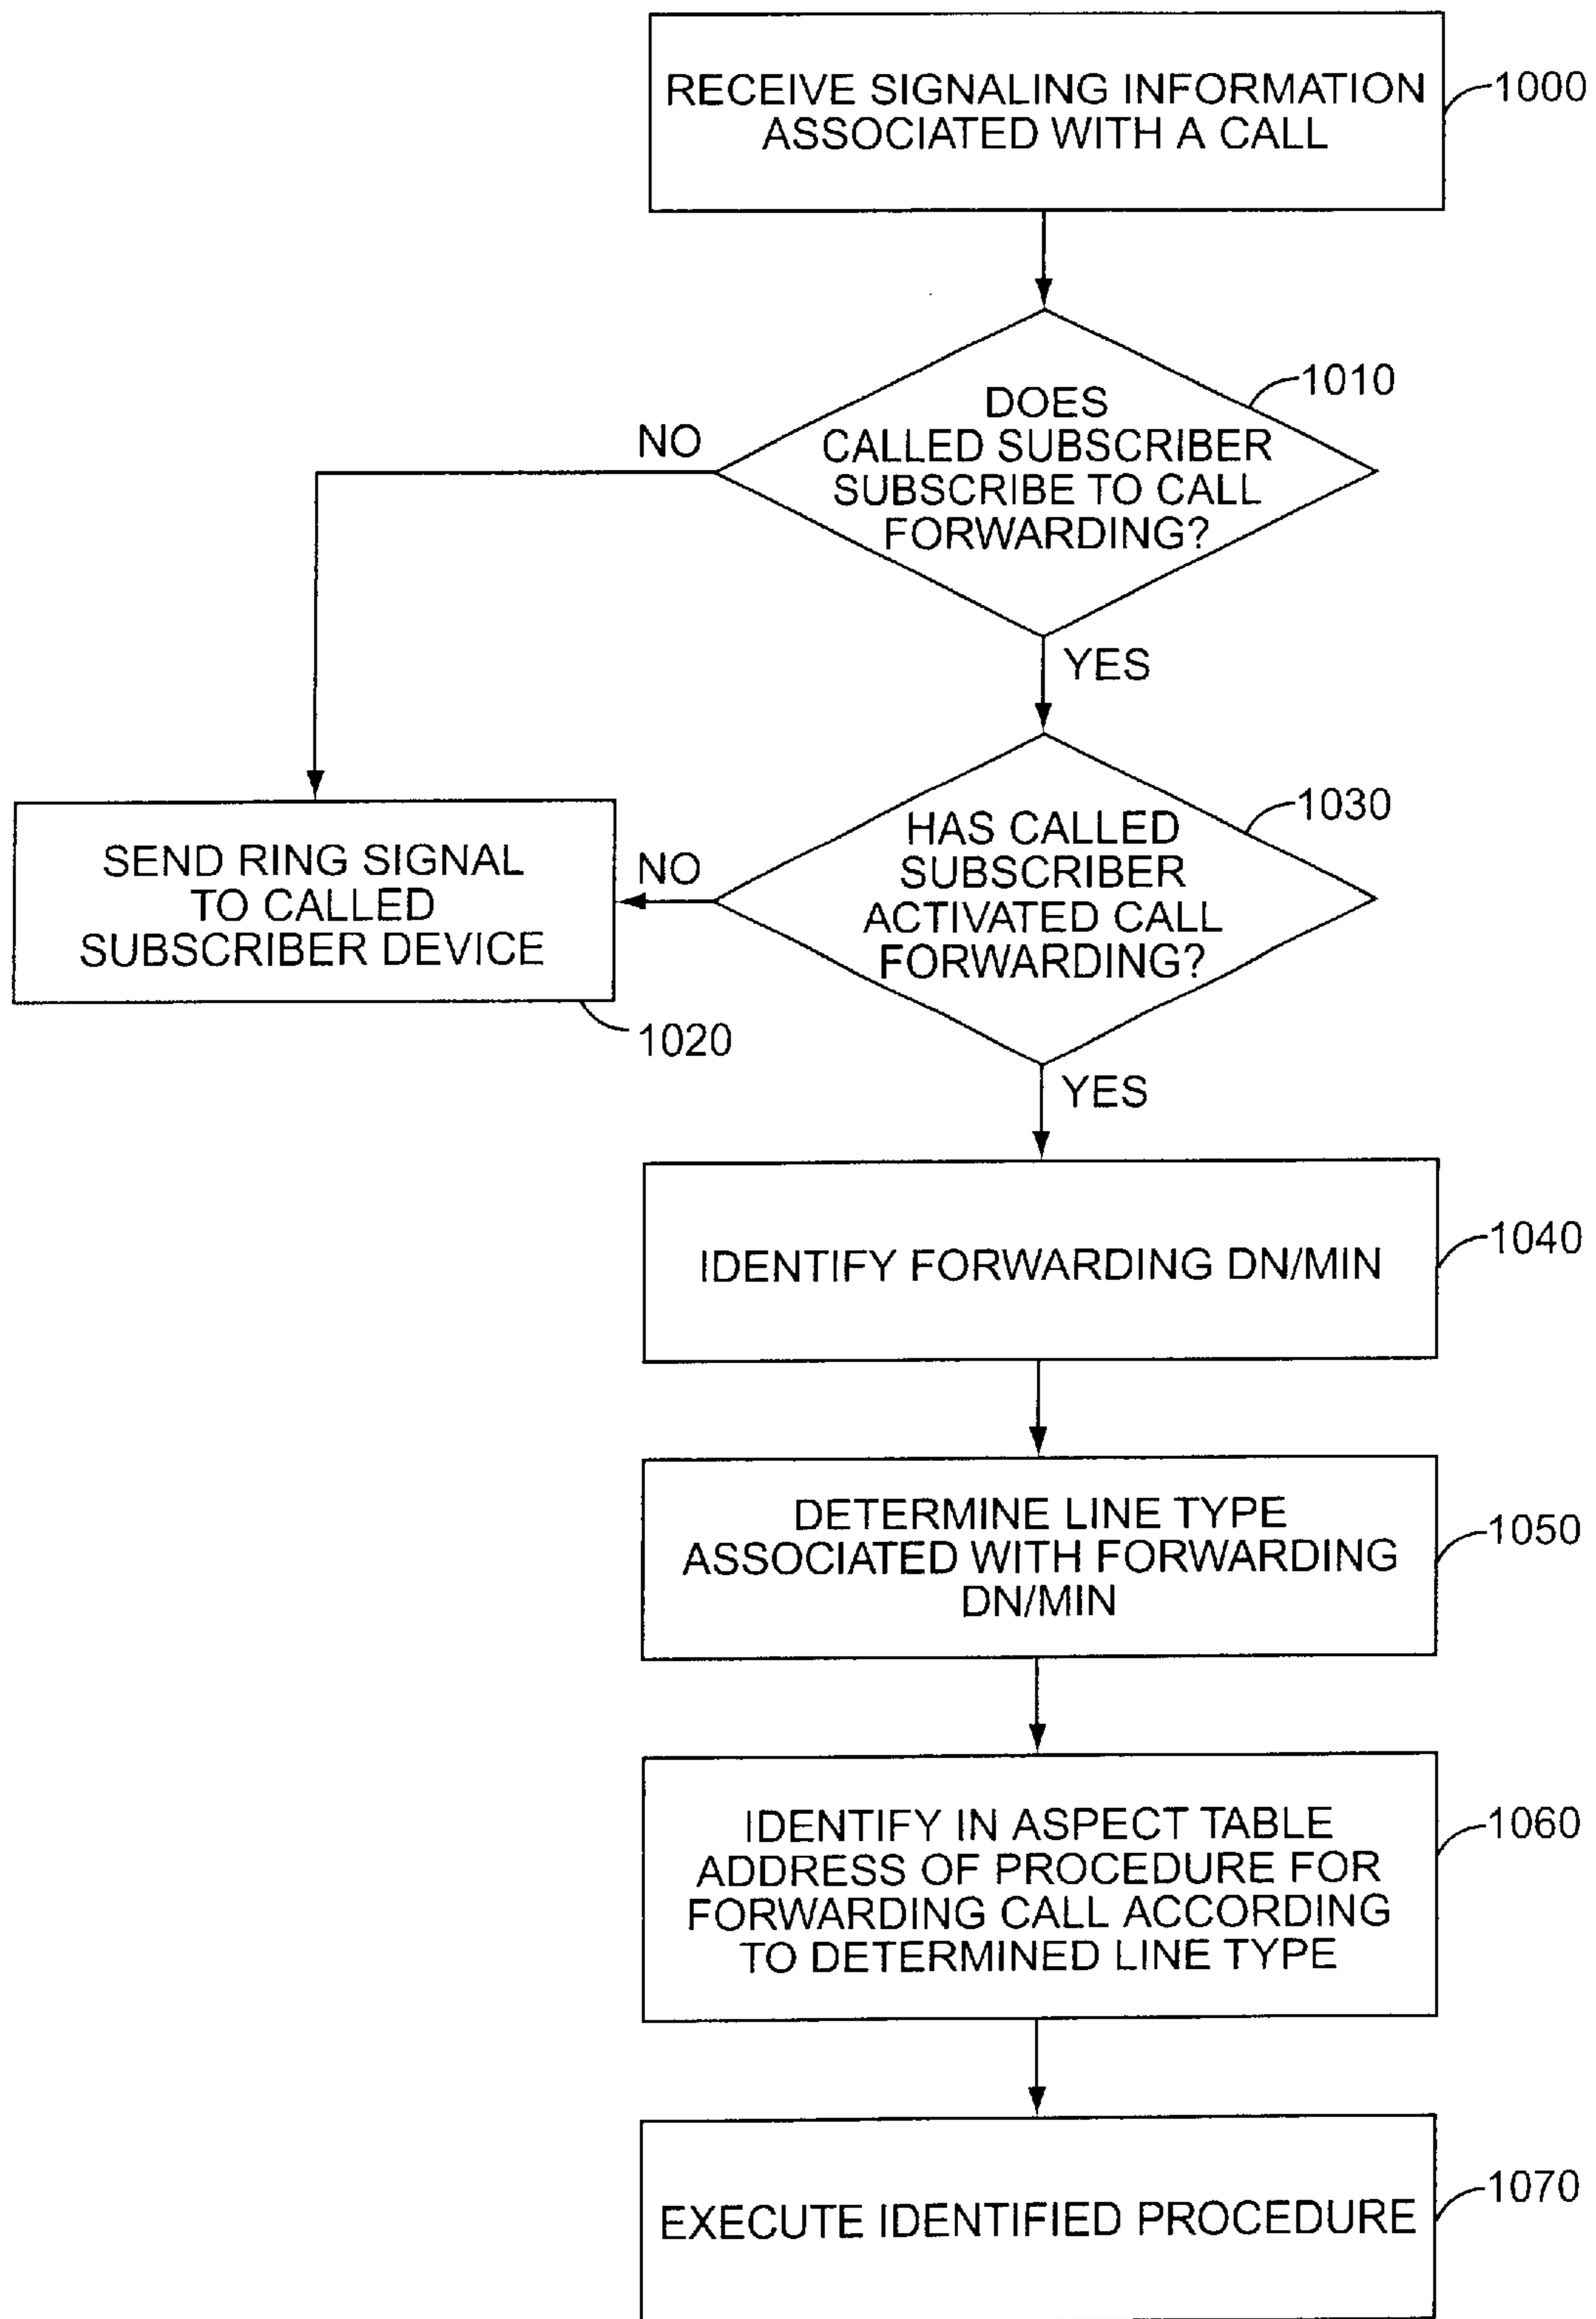 RECEIVE SIGNALING INFORMATION
ASSOCIATED WITH A CALL
1000
DOES
CALLED SUBSCRIBER
SUBSCRIBE TO CALL
FORWARDING?
1010
NO
YES
SEND RING SIGNAL
TO CALLED
SUBSCRIBER DEVICE
1020
NO
HAS CALLED
SUBSCRIBER
ACTIVATED CALL
FORWARDING?
1030
YES
IDENTIFY FORWARDING DN/MIN
1040
DETERMINE LINE TYPE
ASSOCIATED WITH FORWARDING
DN/MIN
1050
IDENTIFY IN ASPECT TABLE
ADDRESS OF PROCEDURE FOR
FORWARDING CALL ACCORDING
TO DETERMINED LINE TYPE
1060
EXECUTE IDENTIFIED PROCEDURE
1070